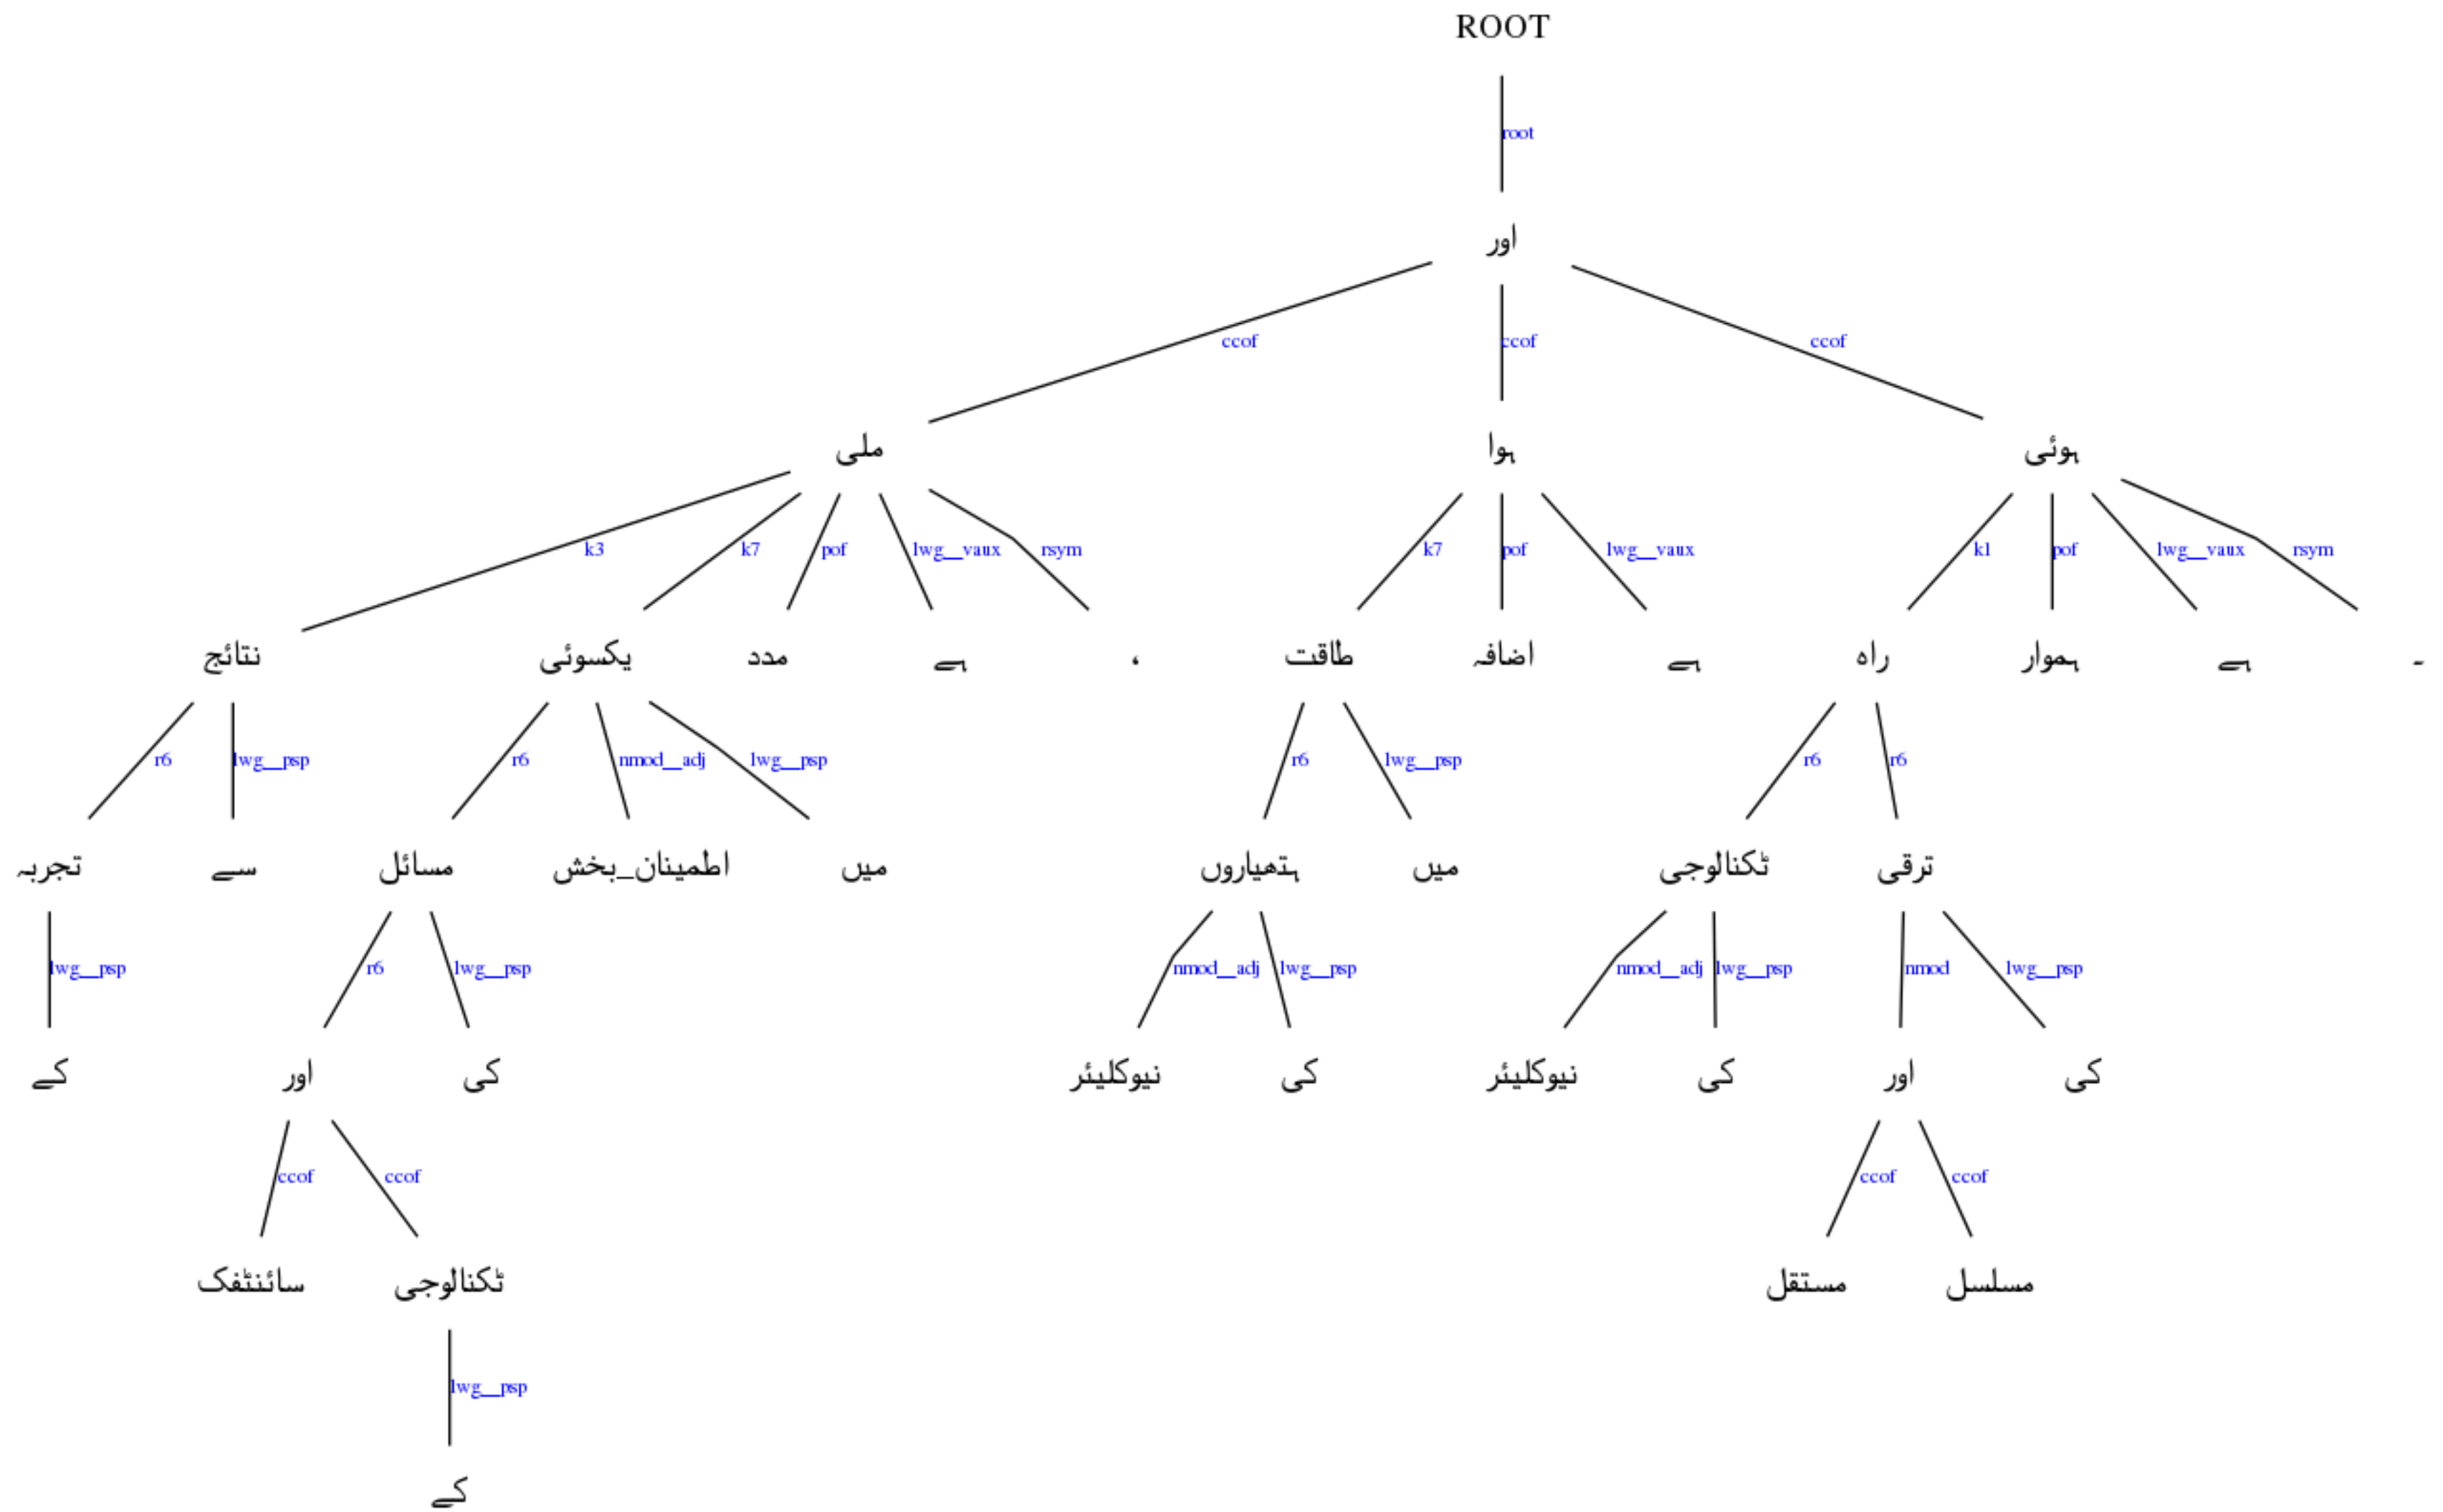 ROOT
root
اور
ccof ccof ccof
ملی ہوا ہوئی
k3 k7 pof lwg__vaux rsym k7 pof lwg__vaux k1 pof lwg__vaux rsym
نتائج یکسوئی مدد ہے ، طاقت اضافہ ہے راہ ہموار ہے ۔
r6 lwg__psp r6 nmod__adj lwg__psp r6 lwg__psp r6 r6
تجربہ سے مسائل اطمینان_بخش میں ہتھیاروں میں ٹکنالوجی ترقی
lwg__psp r6 lwg__psp nmod__adj lwg__psp nmod__adj lwg__psp nmod lwg__psp
کے اور کی نیوکلیئر کی نیوکلیئر کی اور کی
ccof ccof ccof ccof
سائنٹفک ٹکنالوجی مستقل مسلسل
lwg__psp
کے